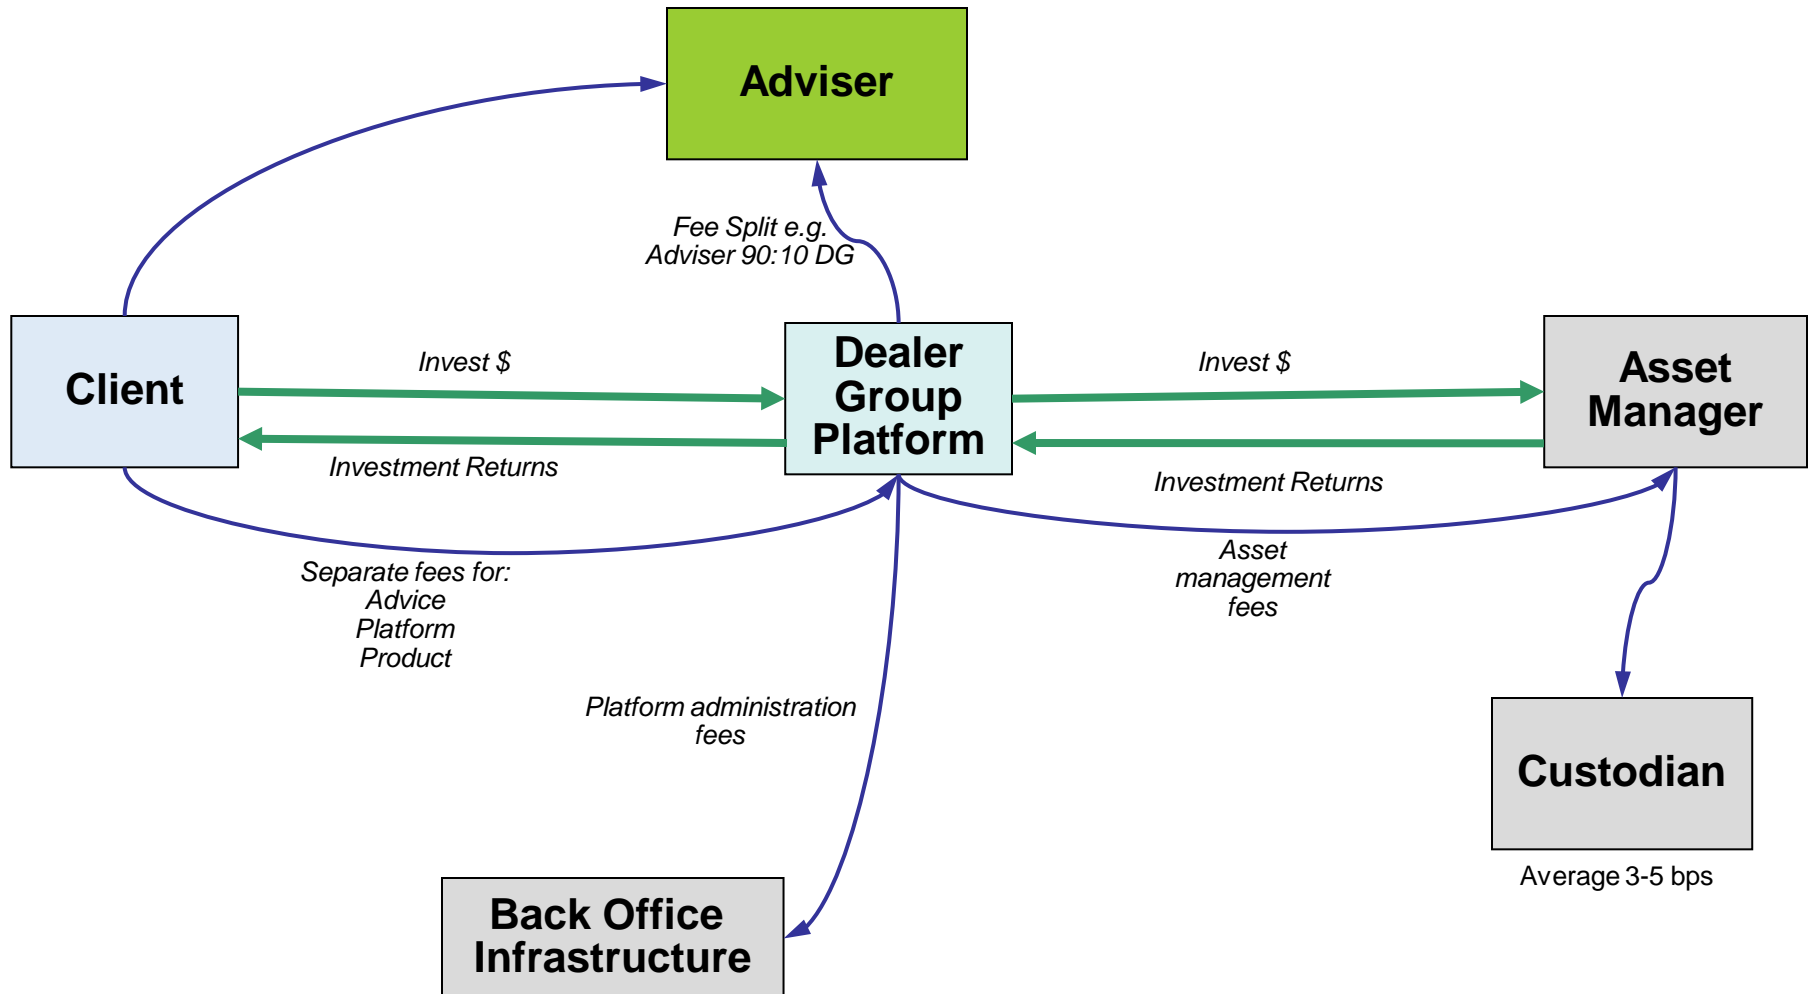 Adviser
Fee Split e.g.
Adviser 90:10 DG
Client
Invest $
Dealer
Group
Platform
Invest $
Asset
Manager
Investment Returns
Investment Returns
Separate fees for:
Advice
Platform
Product
Asset
management
fees
Platform administration
fees
Custodian
Average 3-5 bps
Back Office
Infrastructure